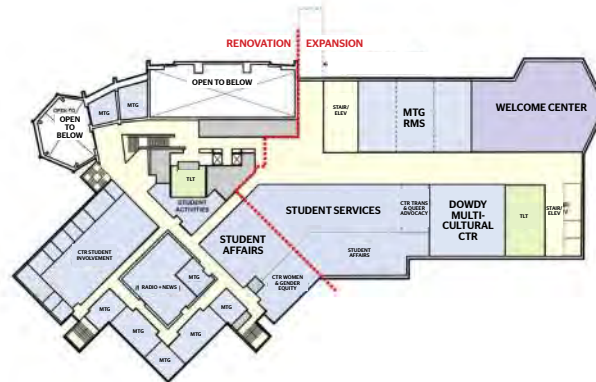 RENOVATION EXPANSION
OPEN TO BELOW
OPEN TO
OPEN
TO
BELOW
MTG
MTG
STAIR/
ELEV
MTG
RMS
WELCOME CENTER
TLT
STUDENT
ACTIVITIES
STUDENT SERVICES
CTR TRANS
& QUEER
ADVOCACY
DOWDY
MULTI-
CULTURAL
CTR
TLT
STAIR/
ELEV
STUDENT
AFFAIRS
STUDENT
AFFAIRS
CTR STUDENT
INVOLVEMENT
MTG
RADIO + NEWS
CTR WOMEN
& GENDER
EQUITY
MTG
MTG
MTG
MTG
MTG